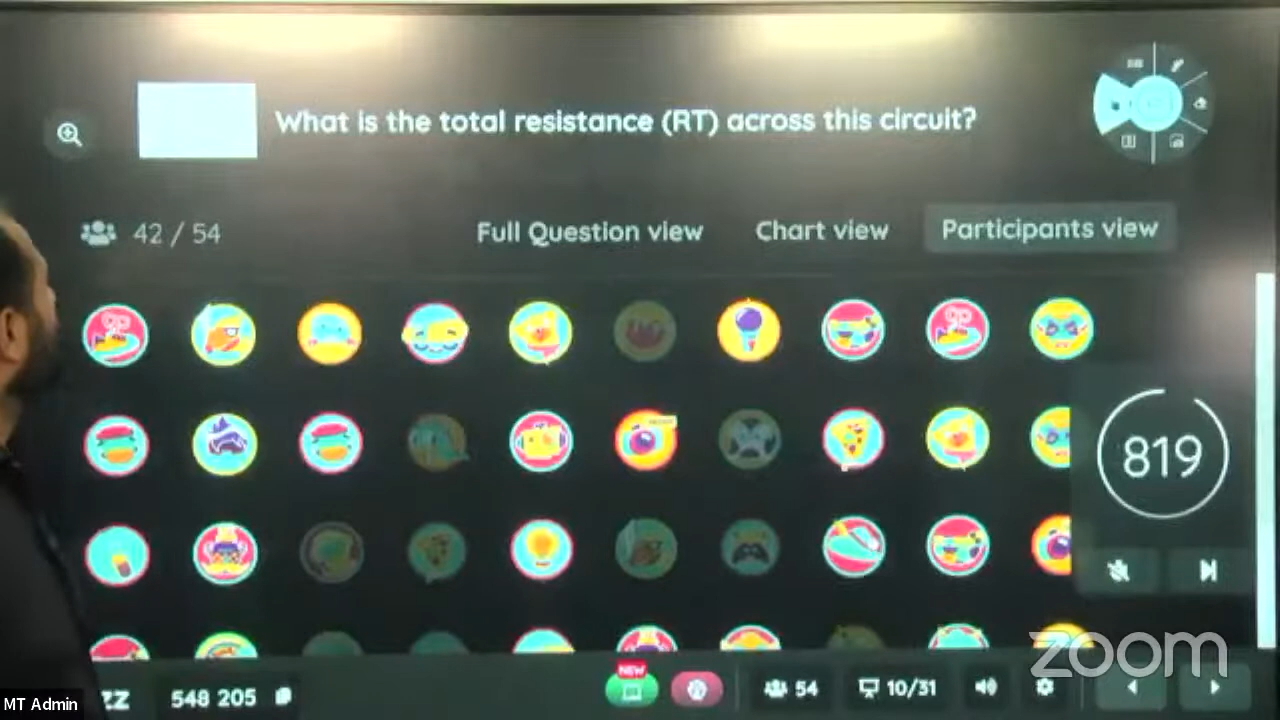 What is the total resistance (RT) across this circuit?
42 / 54
Full Question view
Chart view
Participants view
819
NEW
ZZ
548 205
54
10/31
zoom
MT Admin